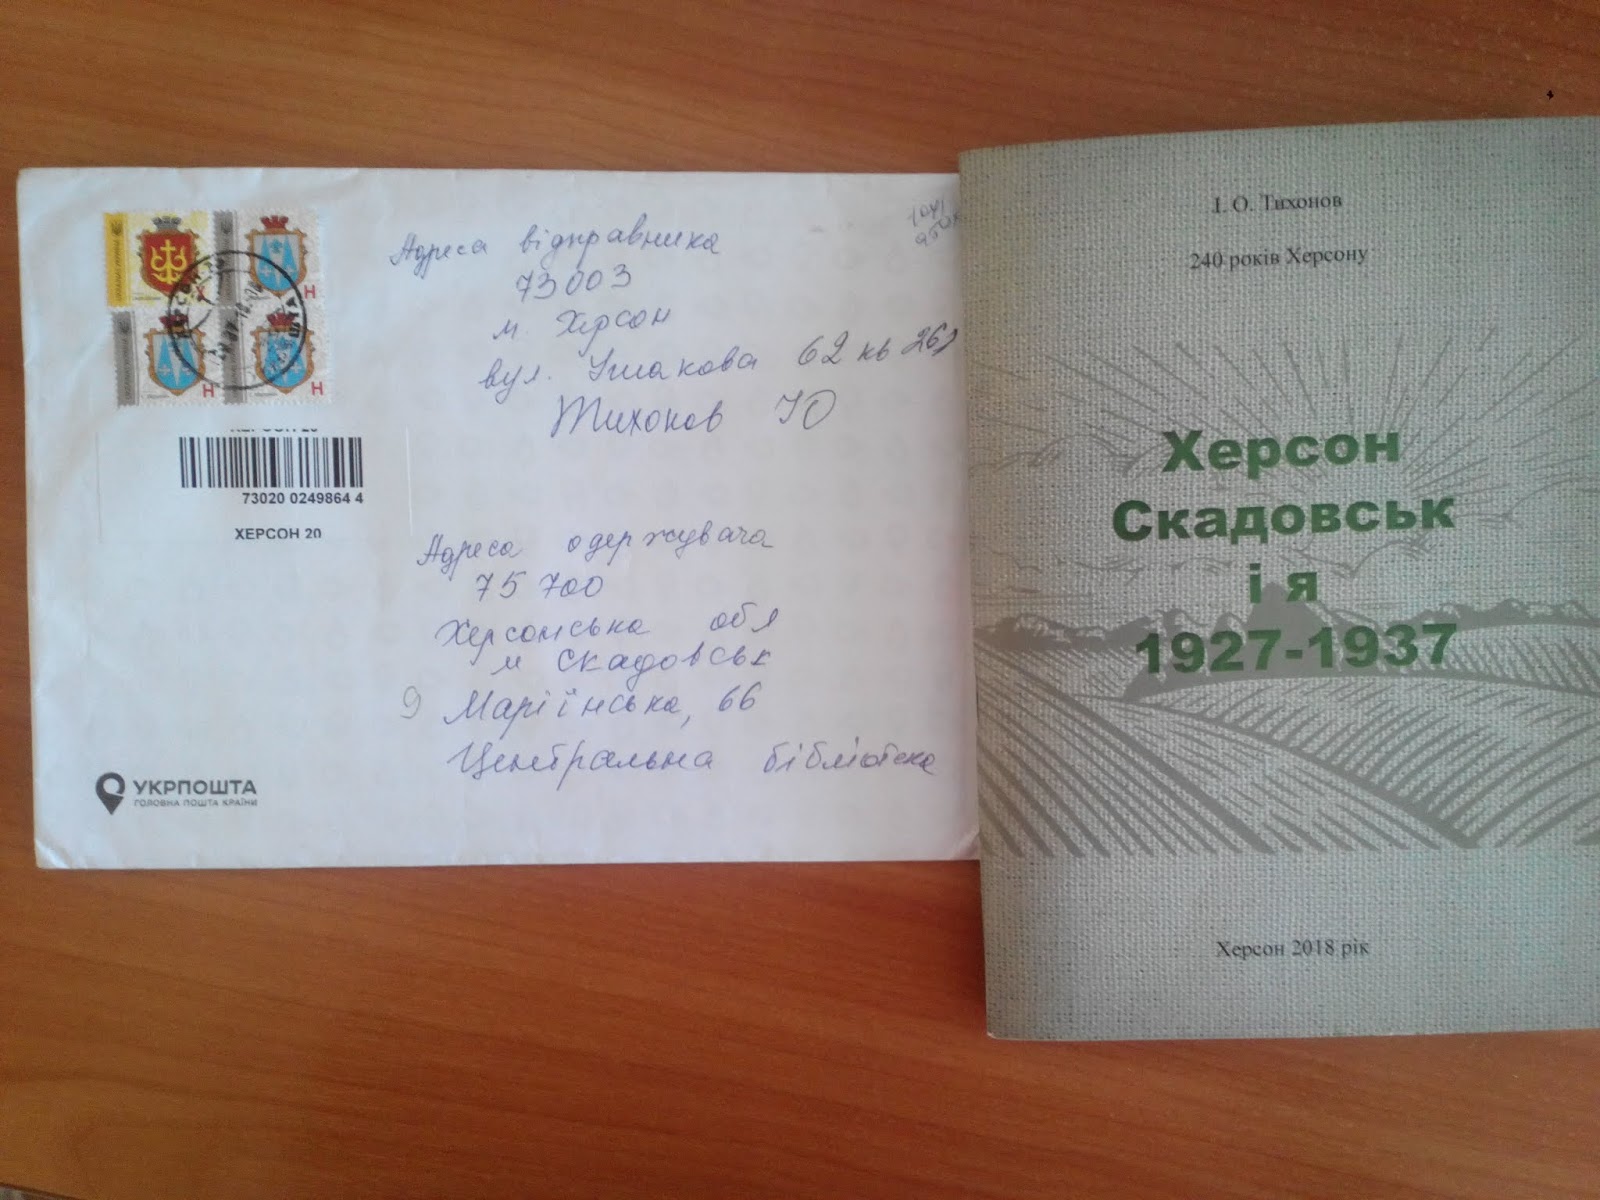 Адреса відправника
73003
м. Херсон
вул. Ушакова 62 кв 26
Тихонов ІО
Х
Н
Н
Н
73020 0249864 4
ХЕРСОН 20
Адреса одержувача
75700
Херсонська обл
м Скадовськ
9 Маріїнська, 66
Центральна бібліотека
УКРПОШТА
ГОЛОВНА ПОШТА КРАЇНИ
І. О. Тихонов
240 років Херсону
Херсон
Скадовськ
і я
1927-1937
Херсон 2018 рік